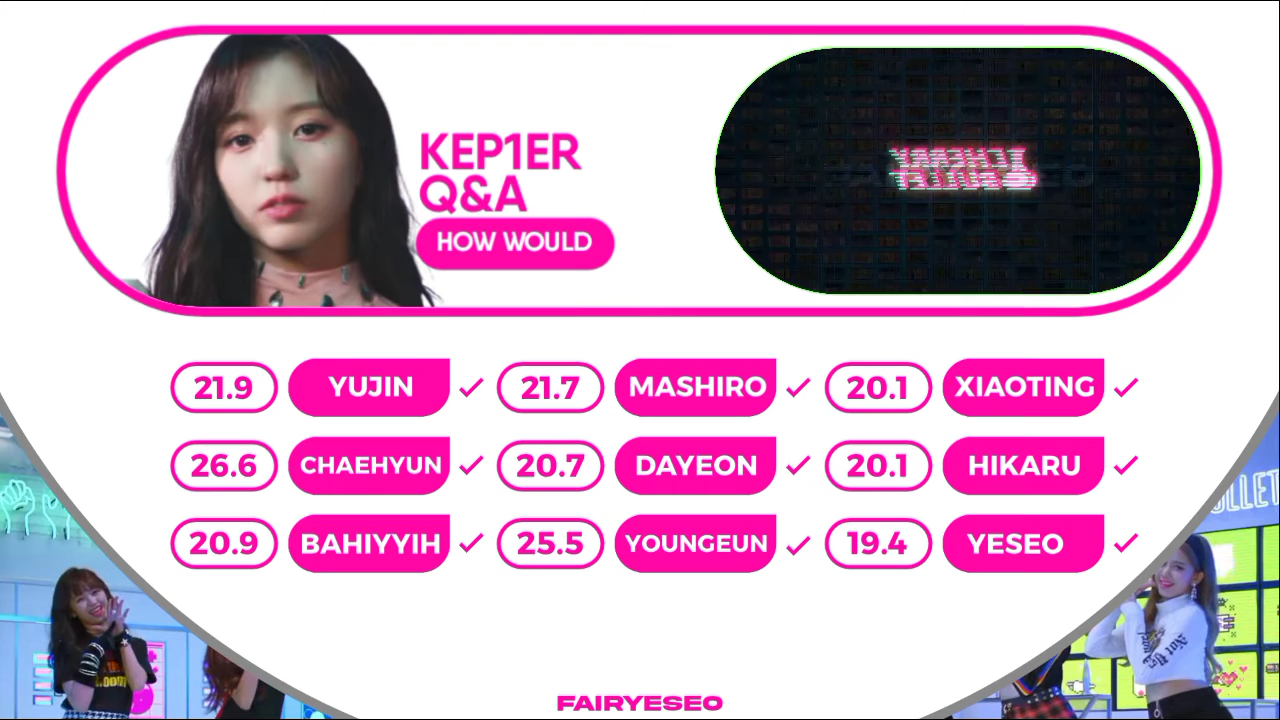 KEP1ER
Q&A
HOW WOULD
21.9 YUJIN 21.7 MASHIRO 20.1 XIAOTING
26.6 CHAEHYUN 20.7 DAYEON 20.1 HIKARU
20.9 BAHIYYIH 25.5 YOUNGEUN 19.4 YESEO
FAIRYESEO